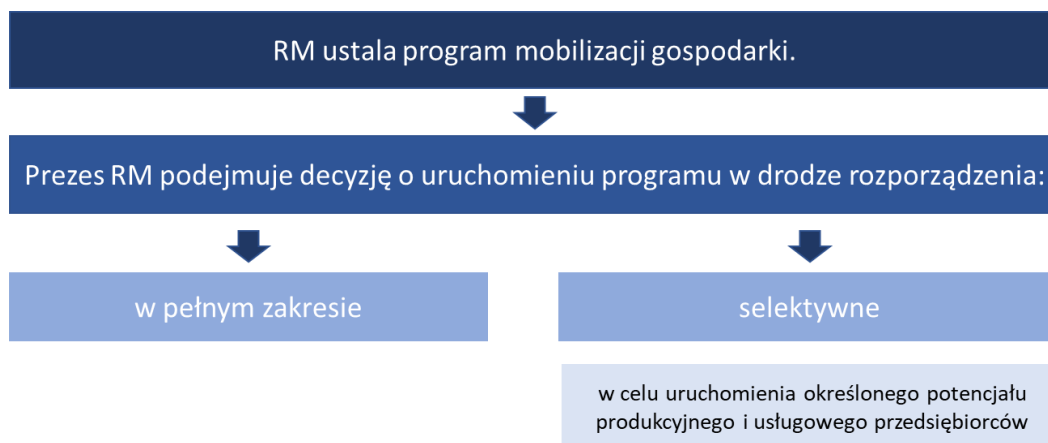 RM ustala program mobilizacji gospodarki.
Prezes RM podejmuje decyzję o uruchomieniu programu w drodze rozporządzenia:
w pełnym zakresie
selektywne
w celu uruchomienia określonego potencjału
produkcyjnego i usługowego przedsiębiorców